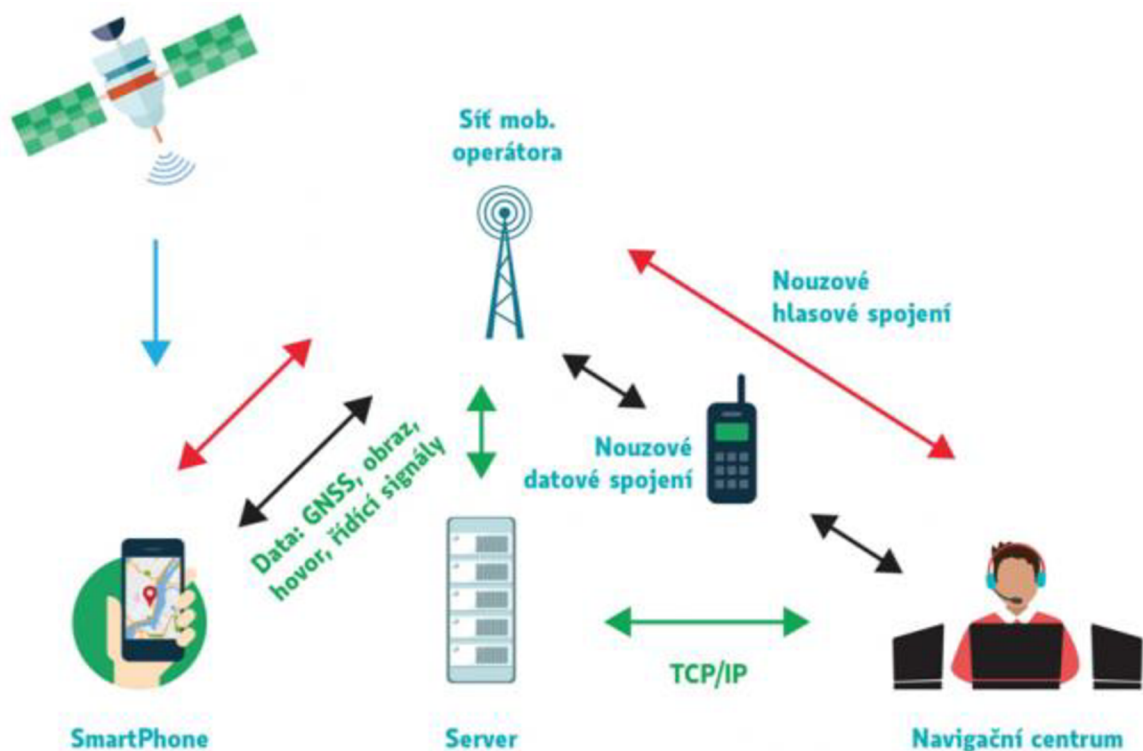 Síť mob.
operátora
Nouzové
hlasové spojení
Nouzové
datové spojení
Data: GNSS, obraz,
hovor, řídící signály
TCP/IP
SmartPhone
Server
Navigační centrum